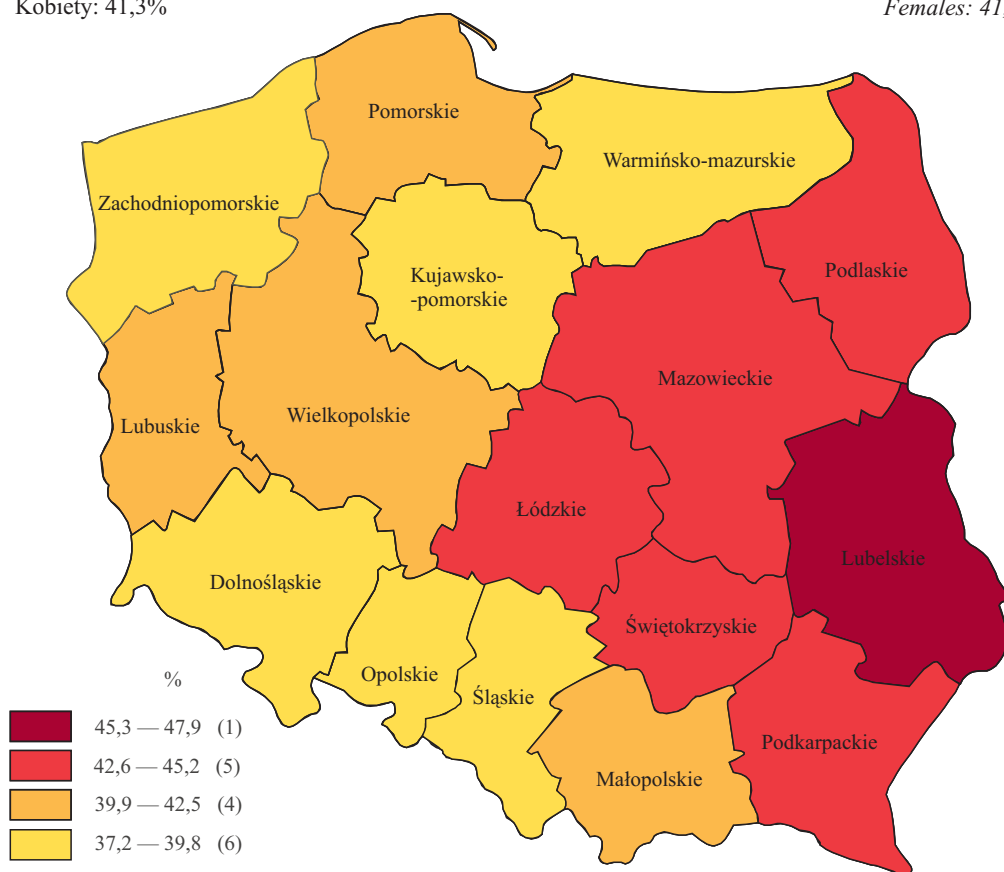 Kobiety: 41,3%
Females: 41,
Pomorskie
Warmińsko-mazurskie
Zachodniopomorskie
Podlaskie
Kujawsko-
-pomorskie
Mazowieckie
Lubuskie
Wielkopolskie
Łódzkie
Lubelskie
Dolnośląskie
Świętokrzyskie
Opolskie
Śląskie
Podkarpackie
Małopolskie
%
45,3 — 47,9 (1)
42,6 — 45,2 (5)
39,9 — 42,5 (4)
37,2 — 39,8 (6)